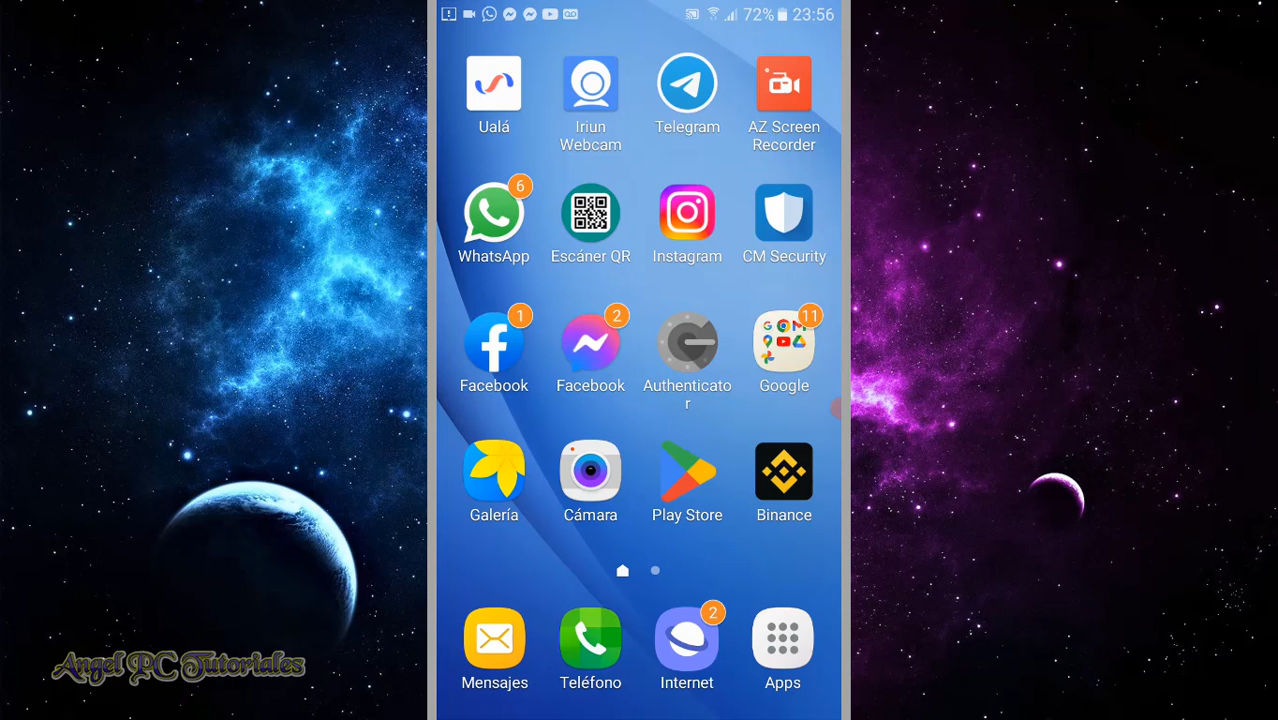 72% 23:56
Ualá
Iriun
Webcam
Telegram
AZ Screen
Recorder
6
WhatsApp
Escáner QR
Instagram
CM Security
1
2
11
Facebook
Facebook
Authenticato
r
Google
Galería
Cámara
Play Store
Binance
2
Mensajes
Teléfono
Internet
Apps
Angel PC Tutoriales